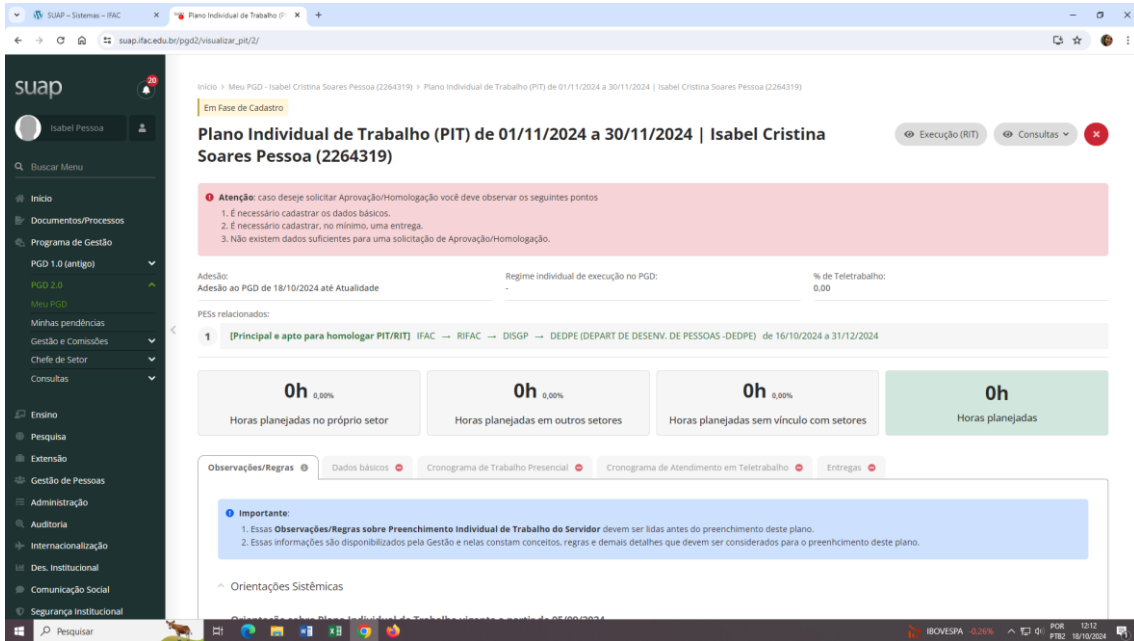 SUAP – Sistemas – IFAC
Plano Individual de Trabalho (P
suap.ifac.edu.br/pgd2/visualizar_pit/2/
suap
20
Isabel Pessoa
Buscar Menu
Início
Documentos/Processos
Programa de Gestão
PGD 1.0 (antigo)
PGD 2.0
Meu PGD
Minhas pendências
Gestão e Comissões
Chefe de Setor
Consultas
Ensino
Pesquisa
Extensão
Gestão de Pessoas
Administração
Auditoria
Internacionalização
Des. Institucional
Comunicação Social
Segurança Institucional
Início > Meu PGD - Isabel Cristina Soares Pessoa (2264319) > Plano Individual de Trabalho (PIT) de 01/11/2024 a 30/11/2024 | Isabel Cristina Soares Pessoa (2264319)
Em Fase de Cadastro
Plano Individual de Trabalho (PIT) de 01/11/2024 a 30/11/2024 | Isabel Cristina
Soares Pessoa (2264319)
Execução (RIT) Consultas
Atenção: caso deseje solicitar Aprovação/Homologação você deve observar os seguintes pontos
1. É necessário cadastrar os dados básicos.
2. É necessário cadastrar, no mínimo, uma entrega.
3. Não existem dados suficientes para uma solicitação de Aprovação/Homologação.
Adesão: Regime individual de execução no PGD: % de Teletrabalho:
Adesão ao PGD de 18/10/2024 até Atualidade - 0.00
PESs relacionados:
1 [Principal e apto para homologar PIT/RIT] IFAC → RIFAC → DISGP → DEDPE (DEPART DE DESENV. DE PESSOAS -DEDPE) de 16/10/2024 a 31/12/2024
0h 0,00% 0h 0,00% 0h 0,00% 0h
Horas planejadas no próprio setor Horas planejadas em outros setores Horas planejadas sem vínculo com setores Horas planejadas
Observações/Regras Dados básicos Cronograma de Trabalho Presencial Cronograma de Atendimento em Teletrabalho Entregas
Importante:
1. Essas Observações/Regras sobre Preenchimento Individual de Trabalho do Servidor devem ser lidas antes do preenchimento deste plano.
2. Essas informações são disponibilizados pela Gestão e nelas constam conceitos, regras e demais detalhes que devem ser considerados para o preenhcimento deste plano.
Orientações Sistêmicas
Orientação sobre Plano Individual de Trabalho vigente a partir de 05/09/2024
Pesquisar
IBOVESPA -0,26%
POR 12:12
PTB2 18/10/2024